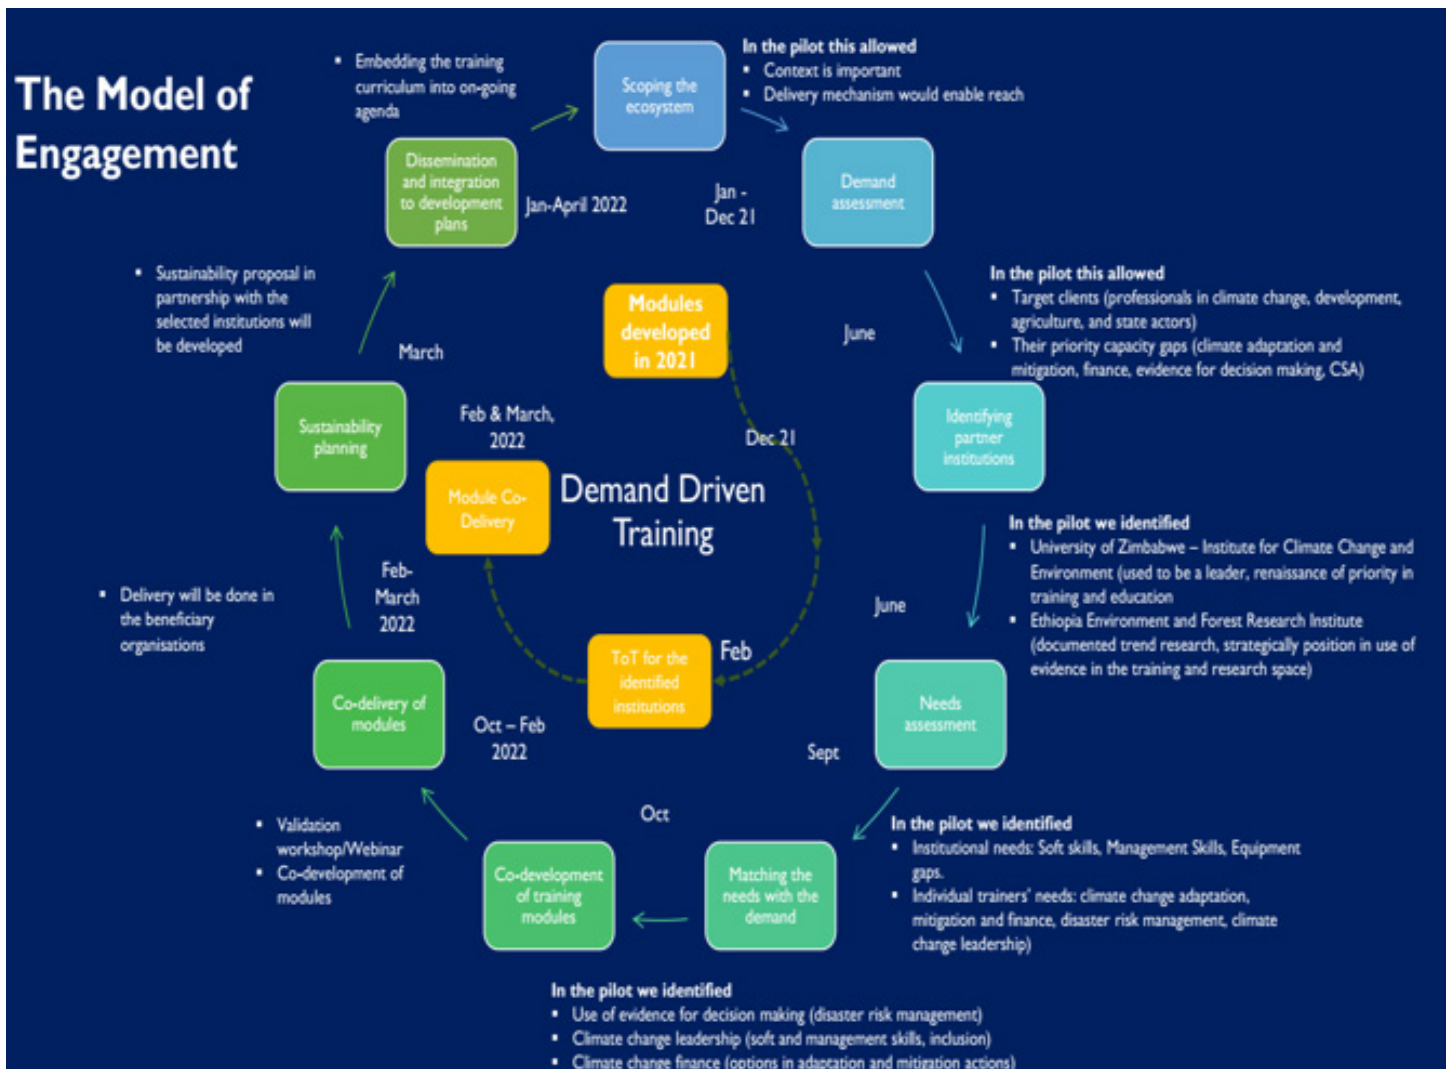 The Model of
Engagement
Embedding the training
curriculum into on-going
agenda
Scoping the
ecosystem
In the pilot this allowed
Context is important
Delivery mechanism would enable reach
Dissemination
and integration
to development
plans
Jan-April 2022
Jan -
Dec 21
Demand
assessment
Sustainability proposal in
partnership with the
selected institutions will
be developed
March
Modules
developed
in 2021
June
In the pilot this allowed
Target clients (professionals in climate change, development,
agriculture, and state actors)
Their priority capacity gaps (climate adaptation and
mitigation, finance, evidence for decision making, CSA)
Sustainability
planning
Feb & March,
2022
Dec 21
Identifying
partner
institutions
Module Co-
Delivery
Demand Driven
Training
In the pilot we identified
University of Zimbabwe – Institute for Climate Change and
Environment (used to be a leader, renaissance of priority in
training and education
Ethiopia Environment and Forest Research Institute
(documented trend research, strategically position in use of
evidence in the training and research space)
Delivery will be done in
the beneficiary
organisations
Feb-
March
2022
June
ToT for the
identified
institutions
Feb
Co-delivery of
modules
Oct – Feb
2022
Needs
assessment
Sept
Oct
Validation
workshop/Webinar
Co-development of
modules
Co-development
of training
modules
Matching the
needs with the
demand
In the pilot we identified
Institutional needs: Soft skills, Management Skills, Equipment
gaps.
Individual trainers' needs: climate change adaptation,
mitigation and finance, disaster risk management, climate
change leadership)
In the pilot we identified
Use of evidence for decision making (disaster risk management)
Climate change leadership (soft and management skills, inclusion)
Climate change finance (options in adaptation and mitigation actions)